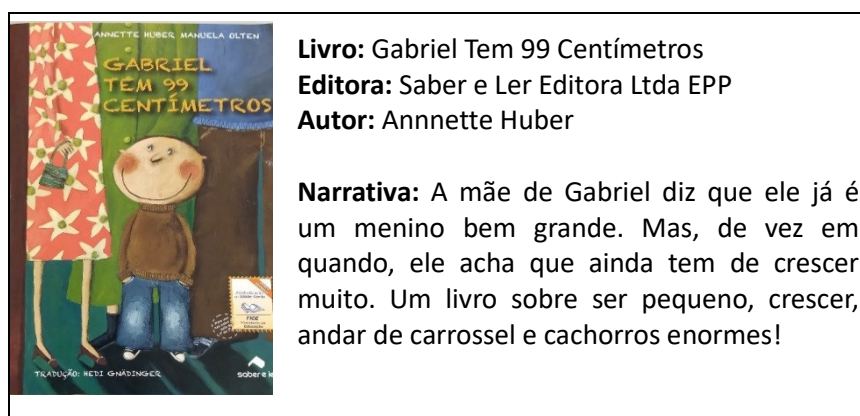 ANNETTE HUBER MANUELA OLTEN
GABRIEL
TEM 99
CENTÍMETROS
FNDE
Educação
TRADUÇÃO: HEDI GNÄDINGER
saber e le
Livro: Gabriel Tem 99 Centímetros
Editora: Saber e Ler Editora Ltda EPP
Autor: Annnette Huber
Narrativa: A mãe de Gabriel diz que ele já é
um menino bem grande. Mas, de vez em
quando, ele acha que ainda tem de crescer
muito. Um livro sobre ser pequeno, crescer,
andar de carrossel e cachorros enormes!